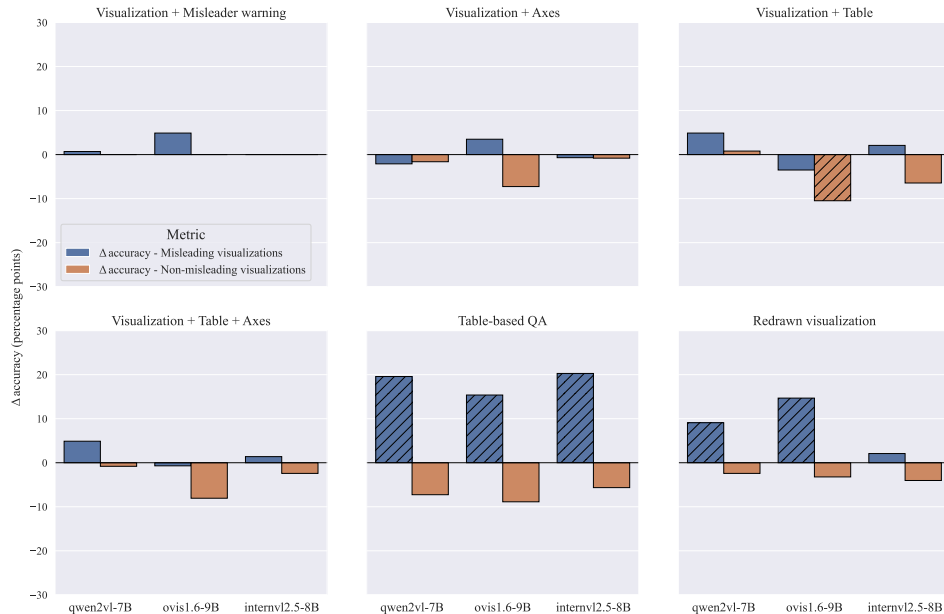 Visualization + Misleader warning
Visualization + Axes
Visualization + Table
30
20
10
0
−10
−20
−30
Metric
Δ accuracy - Misleading visualizations
Δ accuracy - Non-misleading visualizations
Δ accuracy (percentage points)
Visualization + Table + Axes
Table-based QA
Redrawn visualization
30
20
10
0
−10
−20
−30
qwen2vl-7B ovis1.6-9B internvl2.5-8B
qwen2vl-7B ovis1.6-9B internvl2.5-8B
qwen2vl-7B ovis1.6-9B internvl2.5-8B